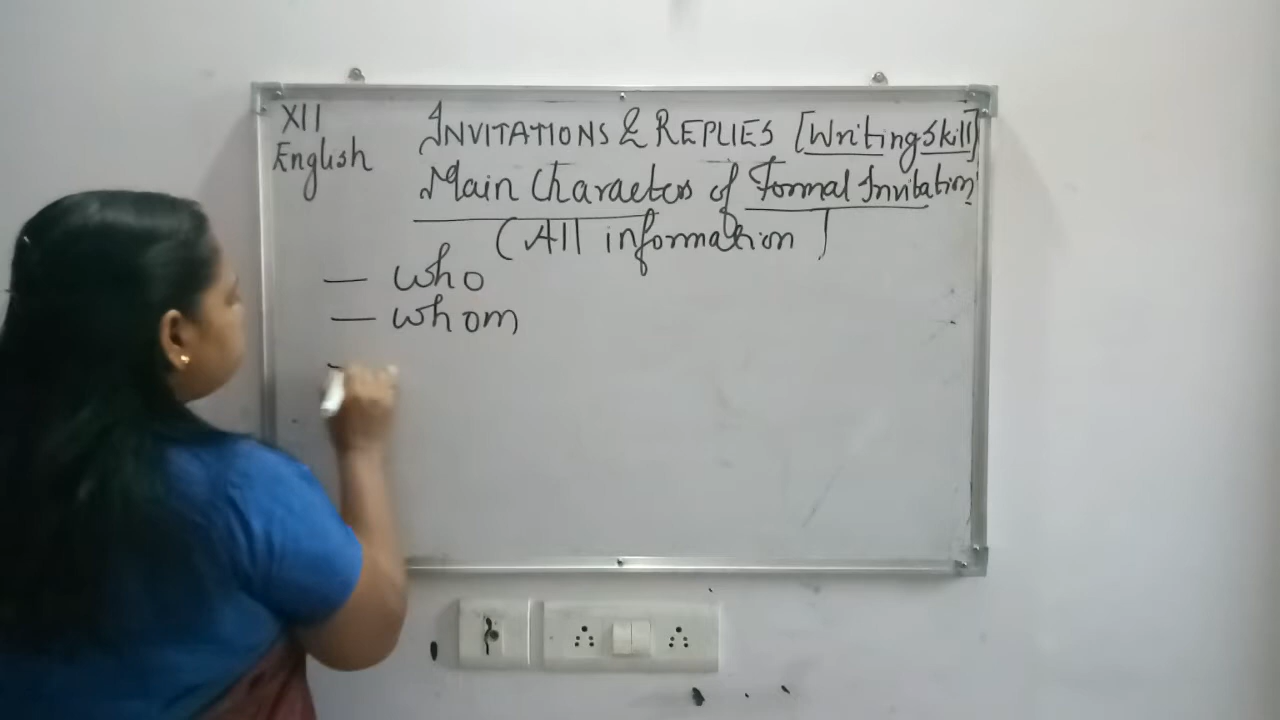 XII
English
INVITATIONS & REPLIES [Writing Skill]
Main Characters of Formal Invitation
(All information)
— who
— whom